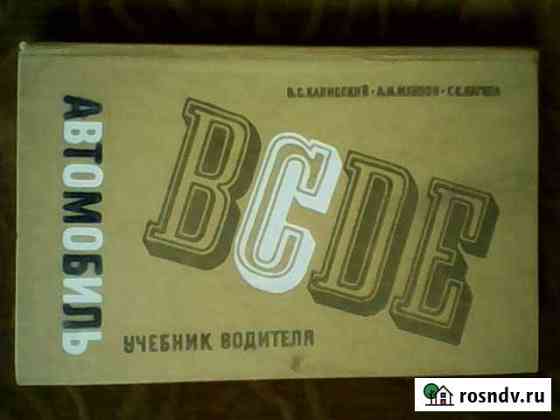 В.С.КАЛИССКИЙ · А.И.МАНЗОН · Г.Е.НАГУЛА
АВТОМОБИЛЬ
BCDE
УЧЕБНИК ВОДИТЕЛЯ
rosndv.ru